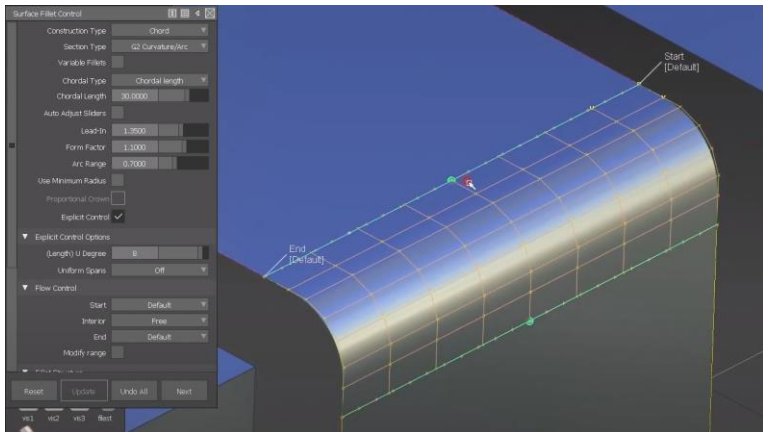 Surface Fillet Control
Construction Type Chord
Section Type G2 Curvature/Arc
Variable Fillets
Chordal Type Chordal length
Chordal Length 30.0000
Auto Adjust Sliders
Lead-In 1.3500
Form Factor 1.1000
Arc Range 0.7000
Use Minimum Radius
Proportional Crown
Explicit Control
Explicit Control Options
(Length) U Degree 8
Uniform Spans Off
Flow Control
Start Default
Interior Free
End Default
Modify range
Reset Update Undo All Next
vis1 vis2 vis3
Start
[Default]
End
[Default]